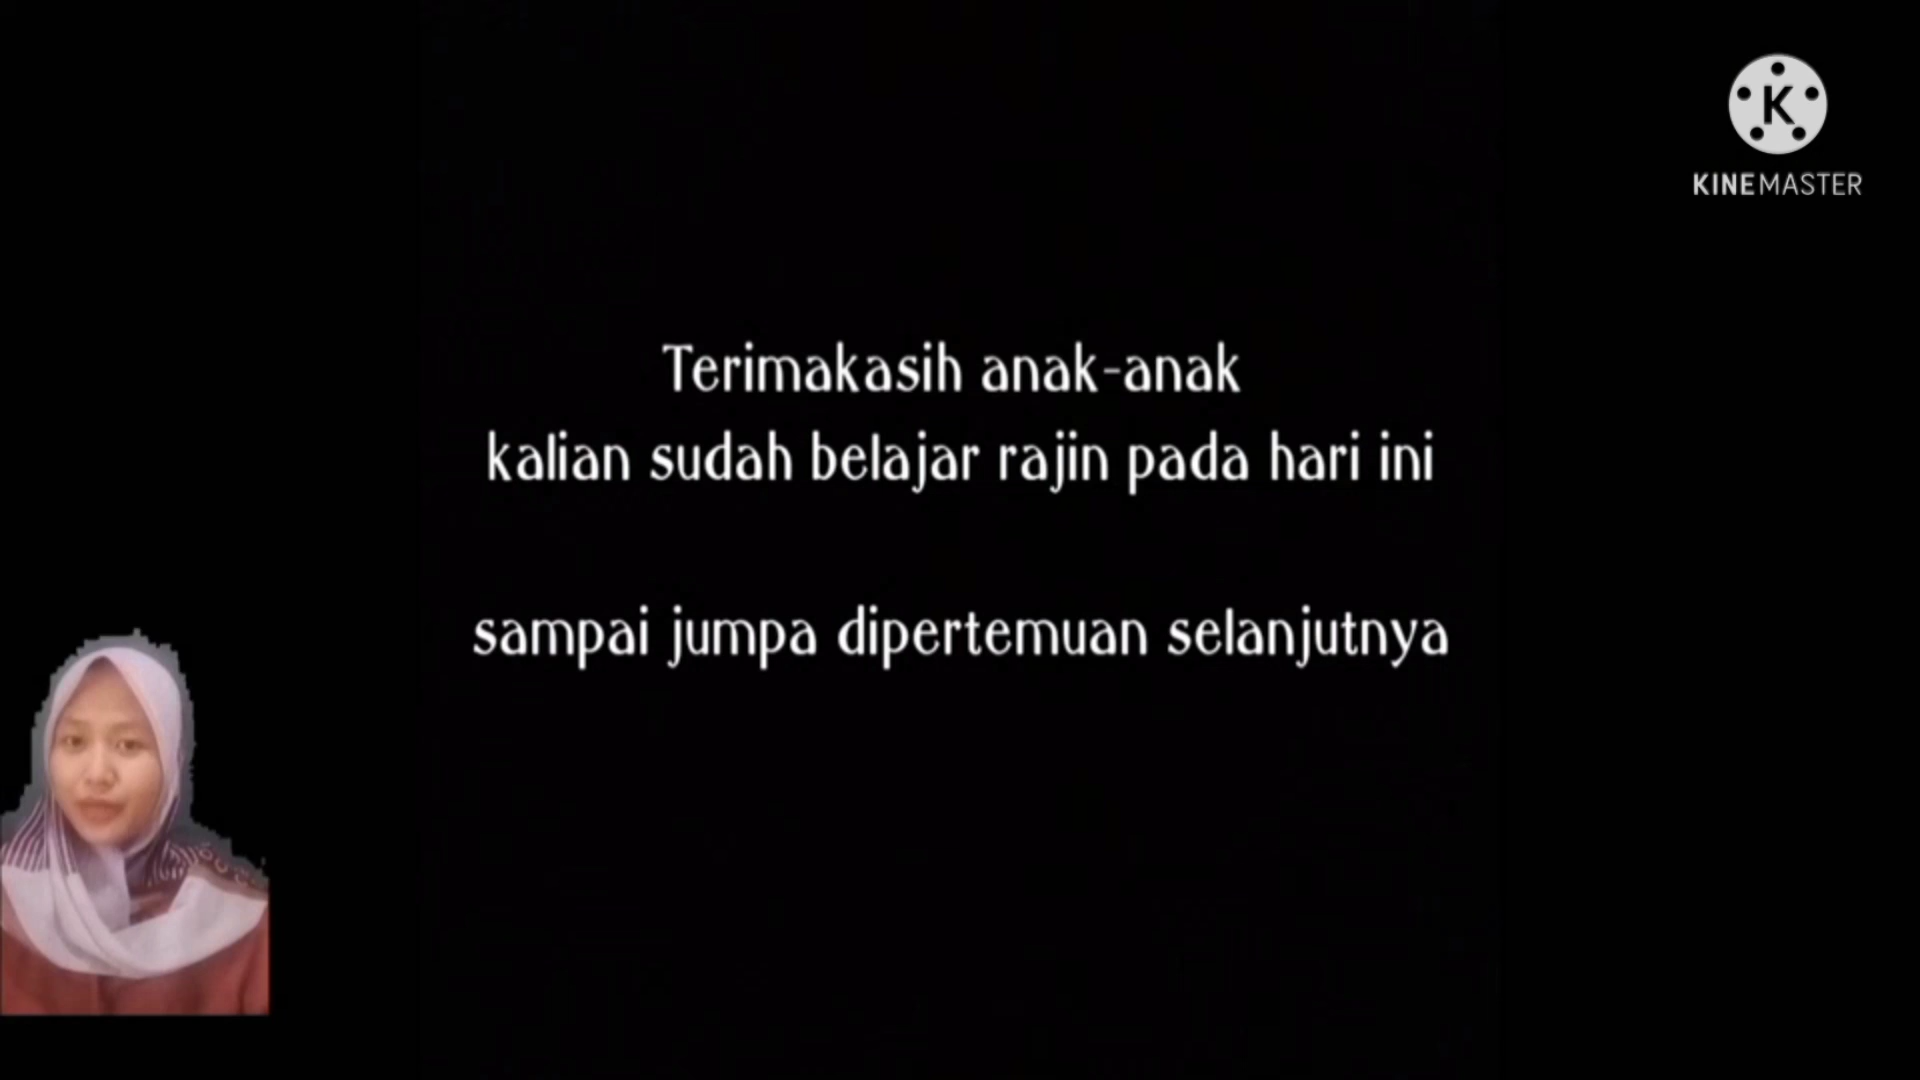 K
KINEMASTER
Terimakasih anak-anak
kalian sudah belajar rajin pada hari ini
sampai jumpa dipertemuan selanjutnya